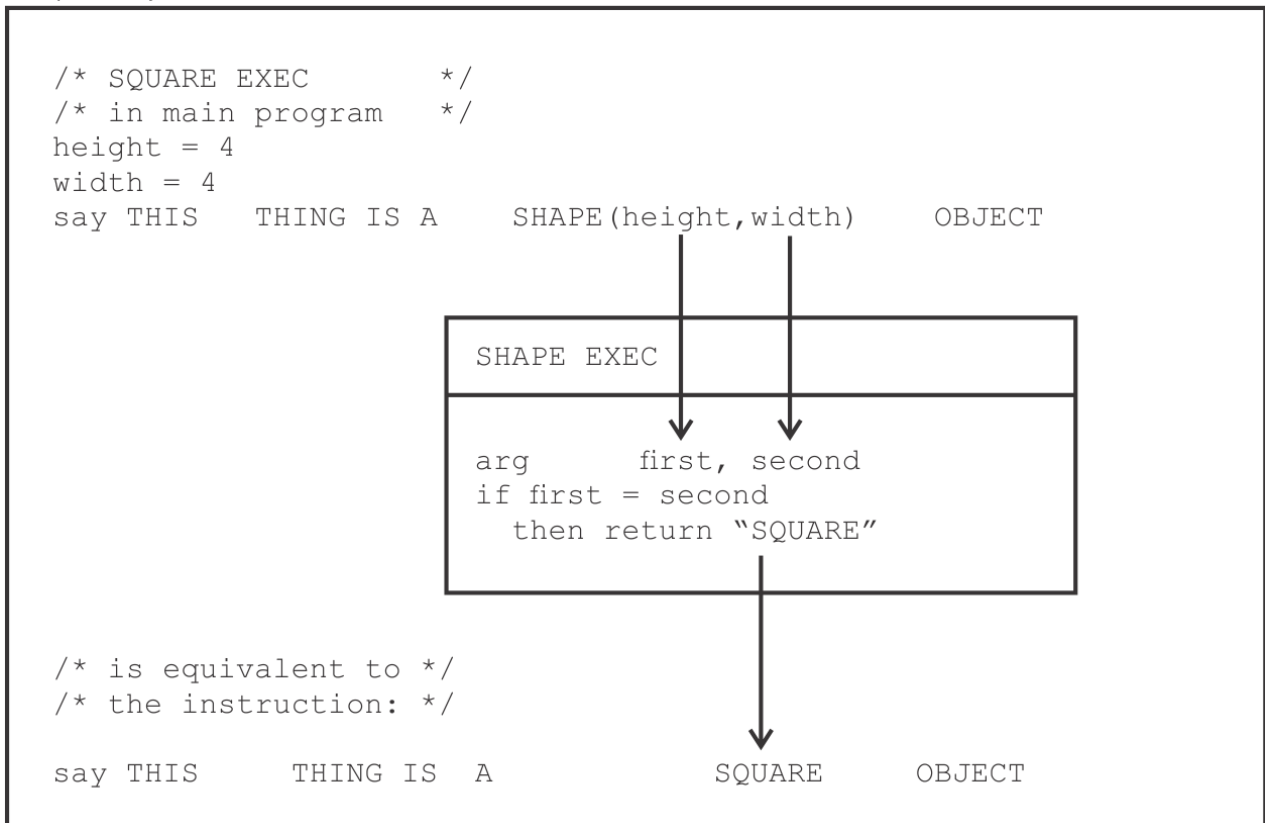 /* SQUARE EXEC       */
/* in main program   */
height = 4
width = 4
say THIS   THING IS A    SHAPE(height,width)    OBJECT
SHAPE EXEC
arg      first, second
if first = second
  then return “SQUARE”
/* is equivalent to */
/* the instruction: */
say THIS     THING IS  A            SQUARE     OBJECT